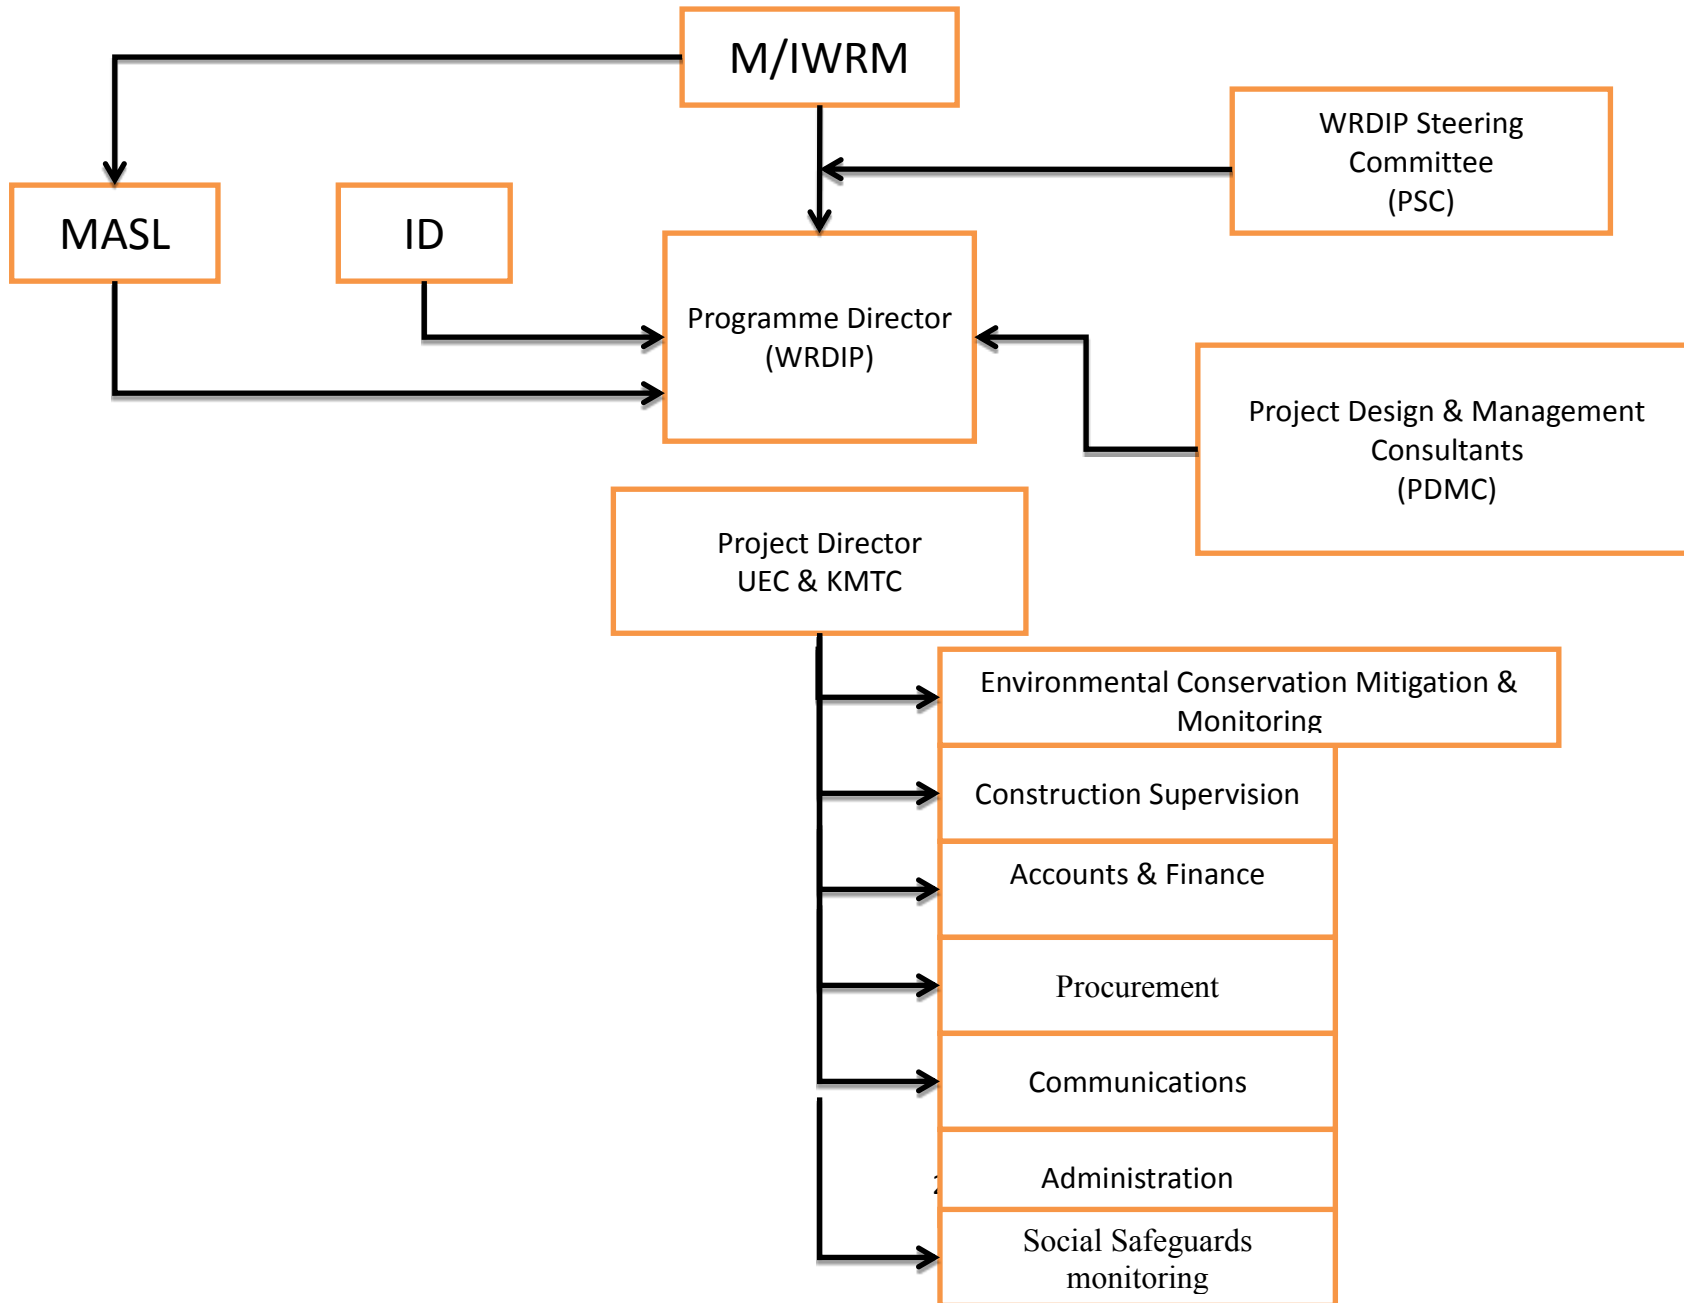 M/IWRM
WRDIP Steering
Committee
(PSC)
MASL
ID
Programme Director
(WRDIP)
Project Design & Management
Consultants
(PDMC)
Project Director
UEC & KMTC
Environmental Conservation Mitigation &
Monitoring
Construction Supervision
Accounts & Finance
Procurement
Communications
Administration
Social Safeguards
monitoring